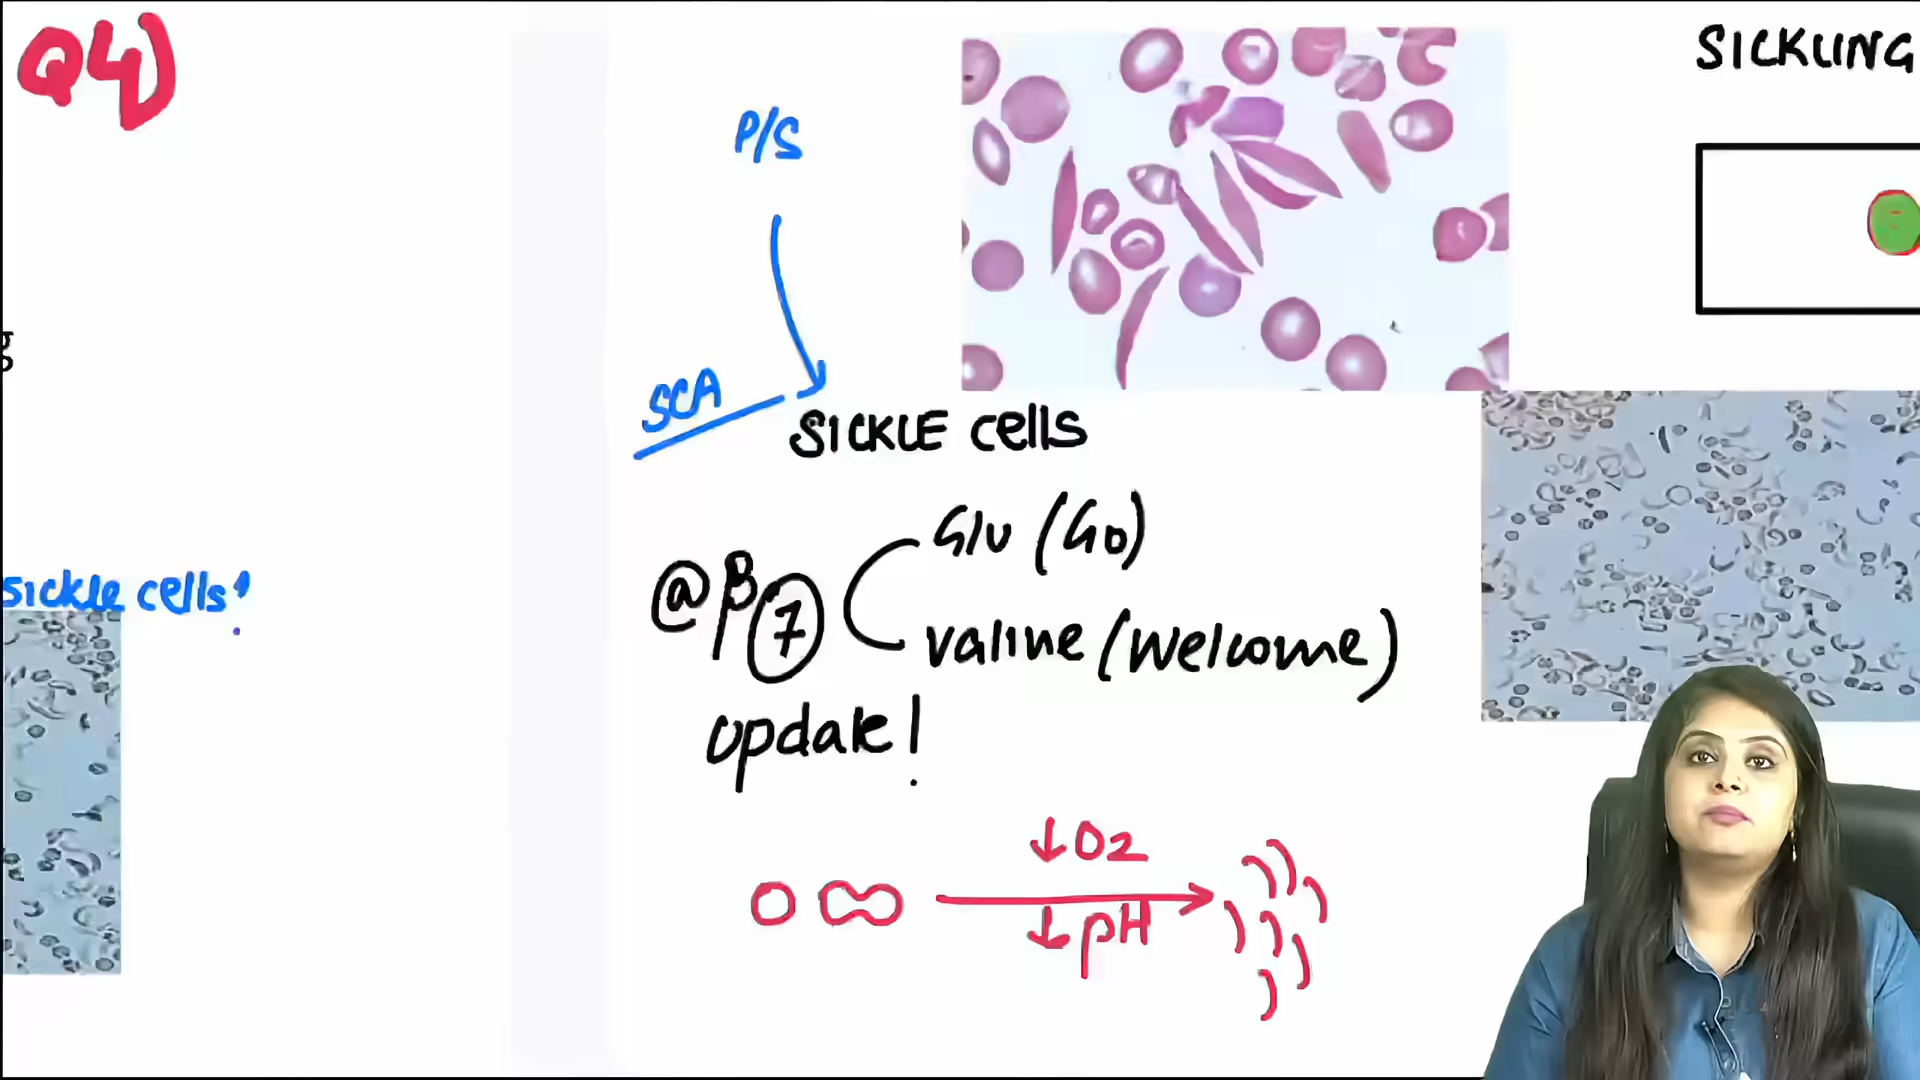 Q4)
P/S
SICKLING
g
SCA
SICKLE cells
Glu (Go)
@β7
Sickle cells!
valine (welcome)
update!
↓O2
↓pH